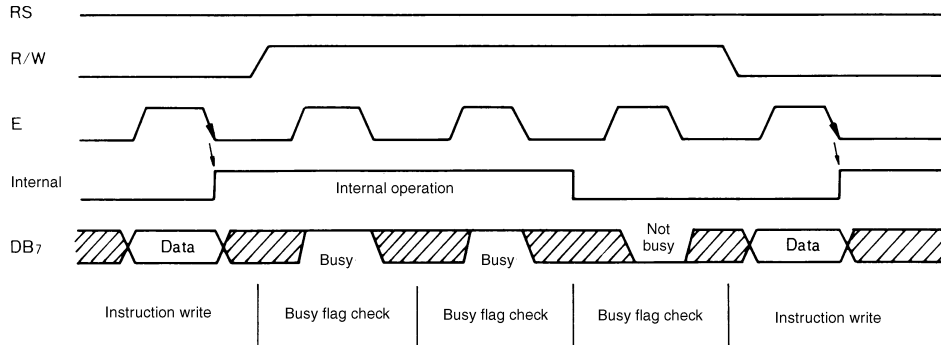 RS
R/W
E
Internal
Internal operation
DB7
Data
Busy
Busy
Not
busy
Data
Instruction write
Busy flag check
Busy flag check
Busy flag check
Instruction write